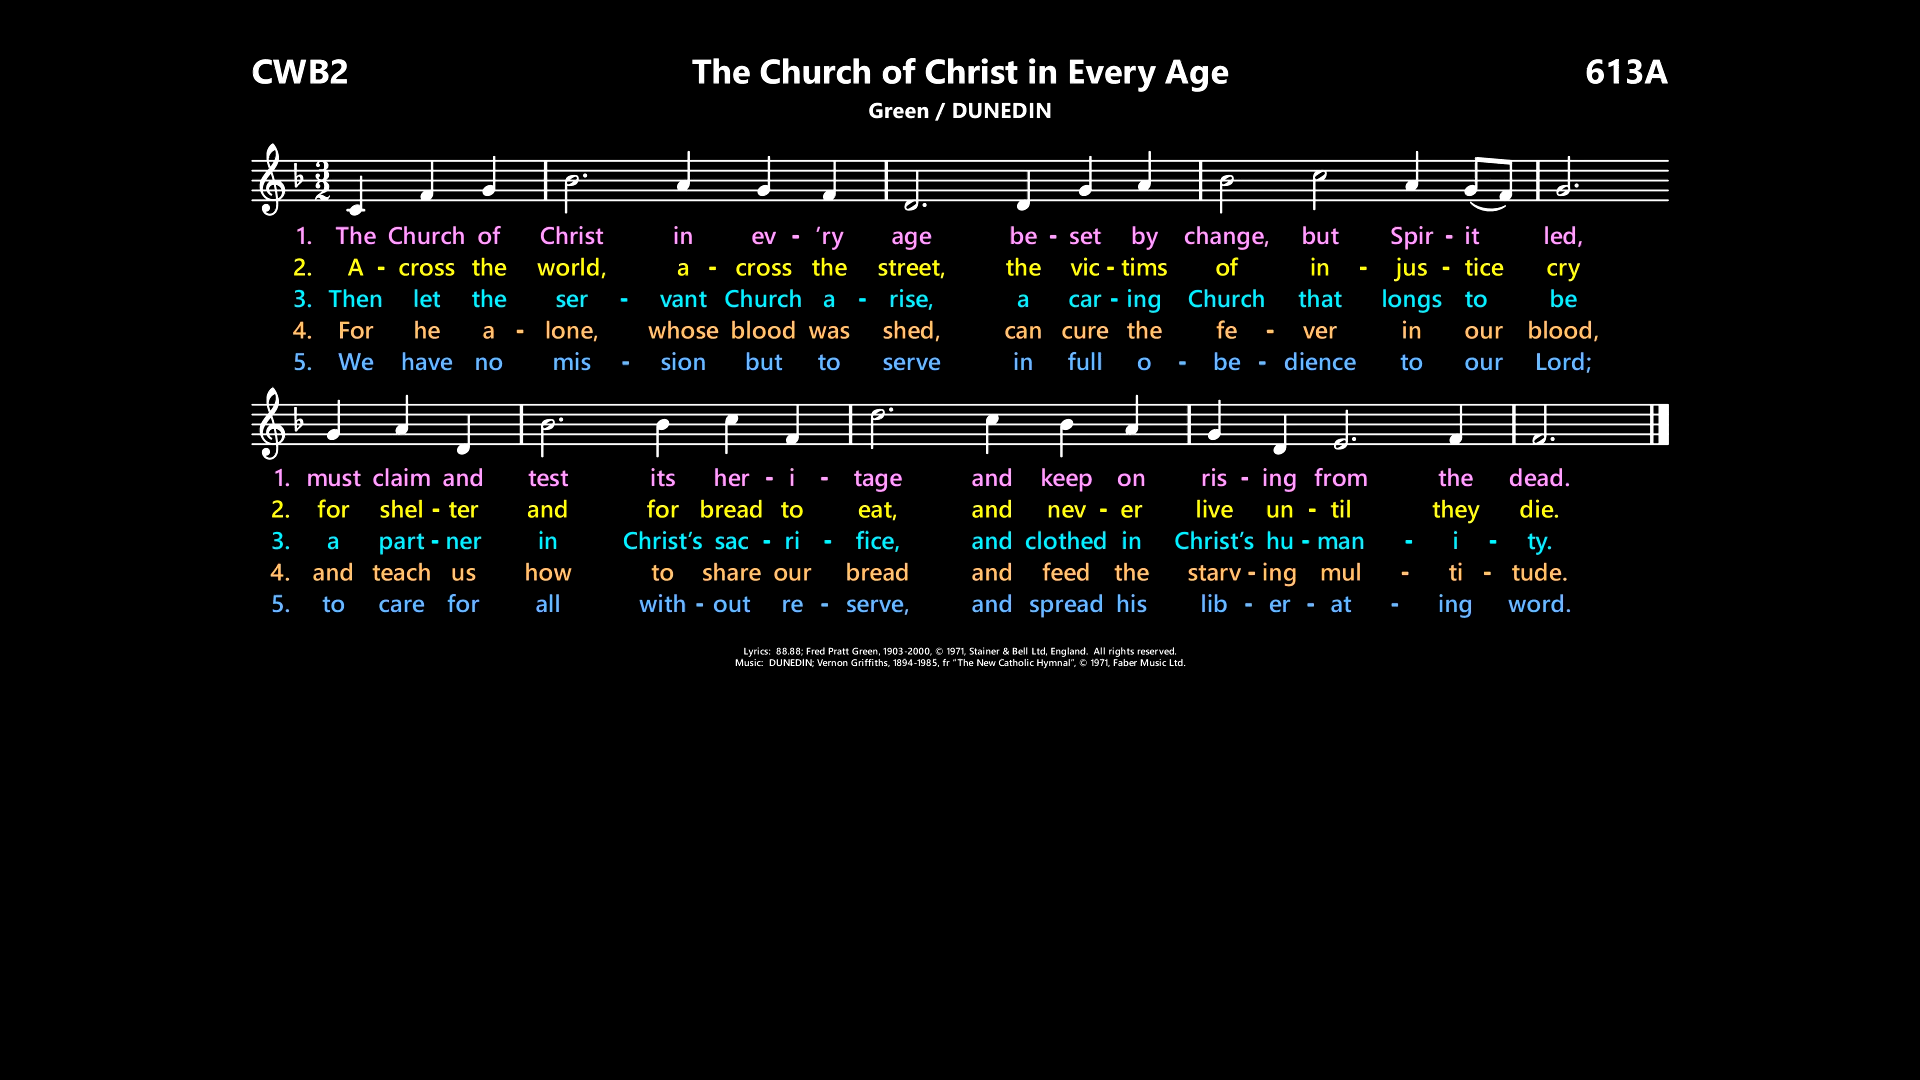 CWB2 The Church of Christ in Every Age 613A
Green / DUNEDIN
3
2
1. The Church of Christ in ev - ’ry age be - set by change, but Spir - it led,
2. A - cross the world, a - cross the street, the vic - tims of in - jus - tice cry
3. Then let the ser - vant Church a - rise, a car - ing Church that longs to be
4. For he a - lone, whose blood was shed, can cure the fe - ver in our blood,
5. We have no mis - sion but to serve in full o - be - dience to our Lord;
1. must claim and test its her - i - tage and keep on ris - ing from the dead.
2. for shel - ter and for bread to eat, and nev - er live un - til they die.
3. a part - ner in Christ’s sac - ri - fice, and clothed in Christ’s hu - man - i - ty.
4. and teach us how to share our bread and feed the starv - ing mul - ti - tude.
5. to care for all with - out re - serve, and spread his lib - er - at - ing word.
Lyrics: 88.88; Fred Pratt Green, 1903-2000, © 1971, Stainer & Bell Ltd, England. All rights reserved.
Music: DUNEDIN; Vernon Griffiths, 1894-1985, fr “The New Catholic Hymnal”, © 1971, Faber Music Ltd.